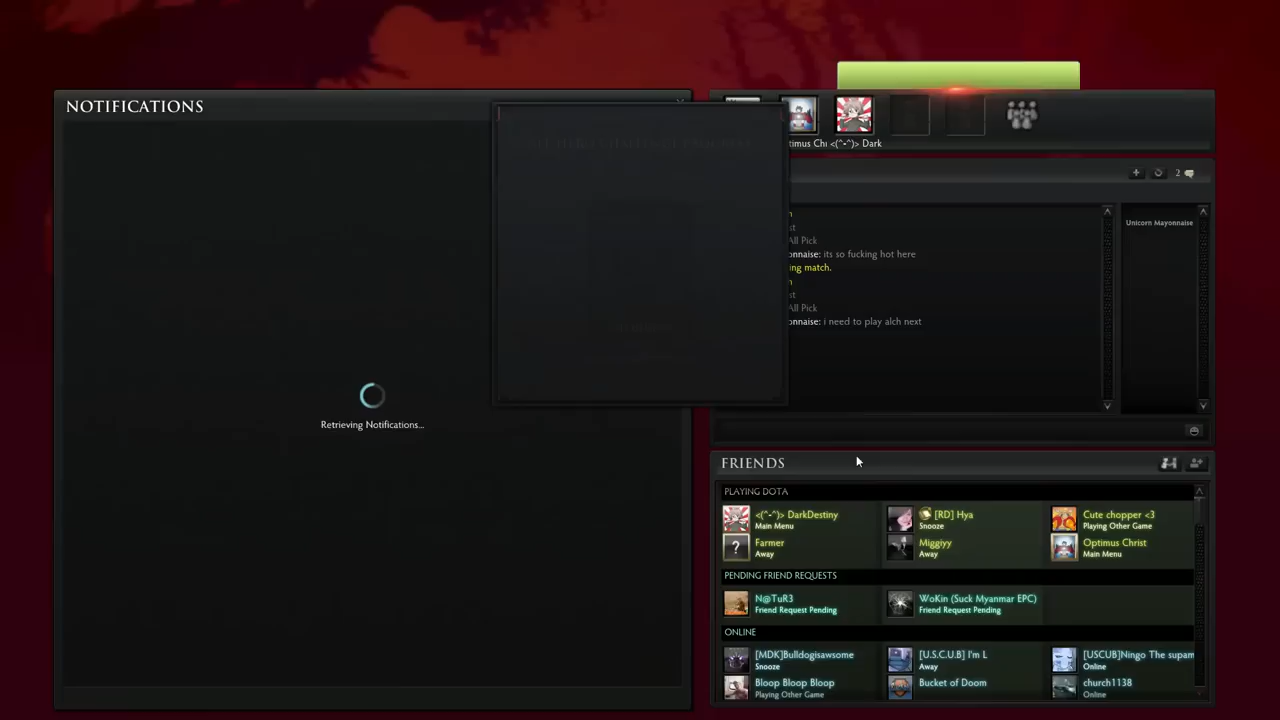 NOTIFICATIONS
Retrieving Notifications...
timus Chi <(^-^)> Dark
2
All Pick
nnaise: its so fucking hot here
ing match.
All Pick
nnaise: i need to play alch next
Unicorn Mayonnaise
FRIENDS
PLAYING DOTA
<(^-^)> DarkDestiny
Main Menu
[RD] Hya
Snooze
Cute chopper <3
Playing Other Game
Farmer
Away
Miggiyy
Away
Optimus Christ
Main Menu
PENDING FRIEND REQUESTS
N@TuR3
Friend Request Pending
WoKin (Suck Myanmar EPC)
Friend Request Pending
ONLINE
[MDK]Bulldogisawsome
Snooze
[U.S.C.U.B] I'm L
Away
[USCUB]Ningo The supam
Online
Bloop Bloop Bloop
Playing Other Game
Bucket of Doom
church1138
Online